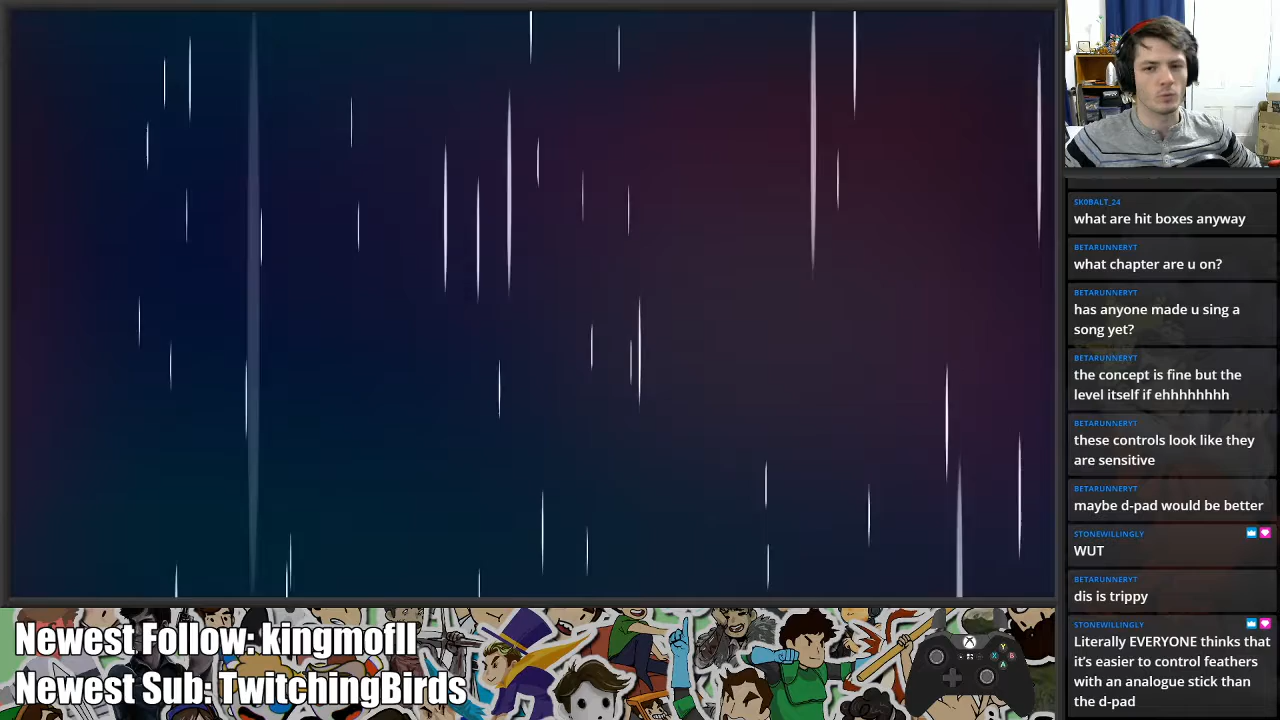 SK0BALT_24
what are hit boxes anyway
BETARUNNERYT
what chapter are u on?
BETARUNNERYT
has anyone made u sing a
song yet?
BETARUNNERYT
the concept is fine but the
level itself if ehhhhhhhh
BETARUNNERYT
these controls look like they
are sensitive
BETARUNNERYT
maybe d-pad would be better
STONEWILLINGLY
WUT
BETARUNNERYT
dis is trippy
STONEWILLINGLY
Literally EVERYONE thinks that
it's easier to control feathers
with an analogue stick than
the d-pad
Newest Follow: kingmofill
Newest Sub: TwitchingBirds
Y
X
B
A